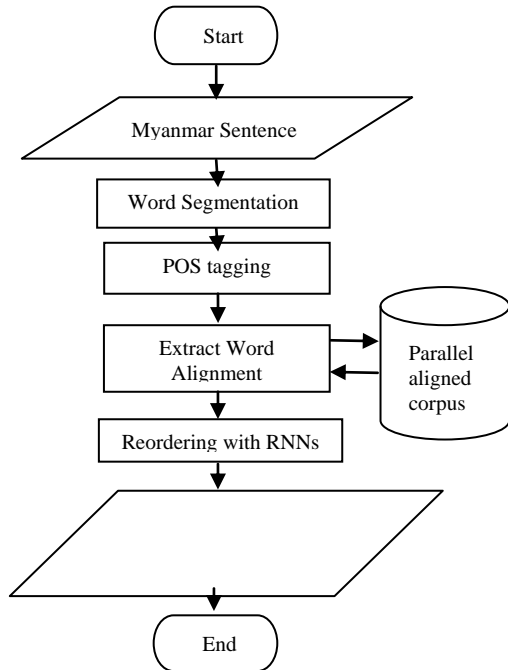 Start
Myanmar Sentence
Word Segmentation
POS tagging
Extract Word
Alignment
Parallel
aligned
corpus
Reordering with RNNs
End